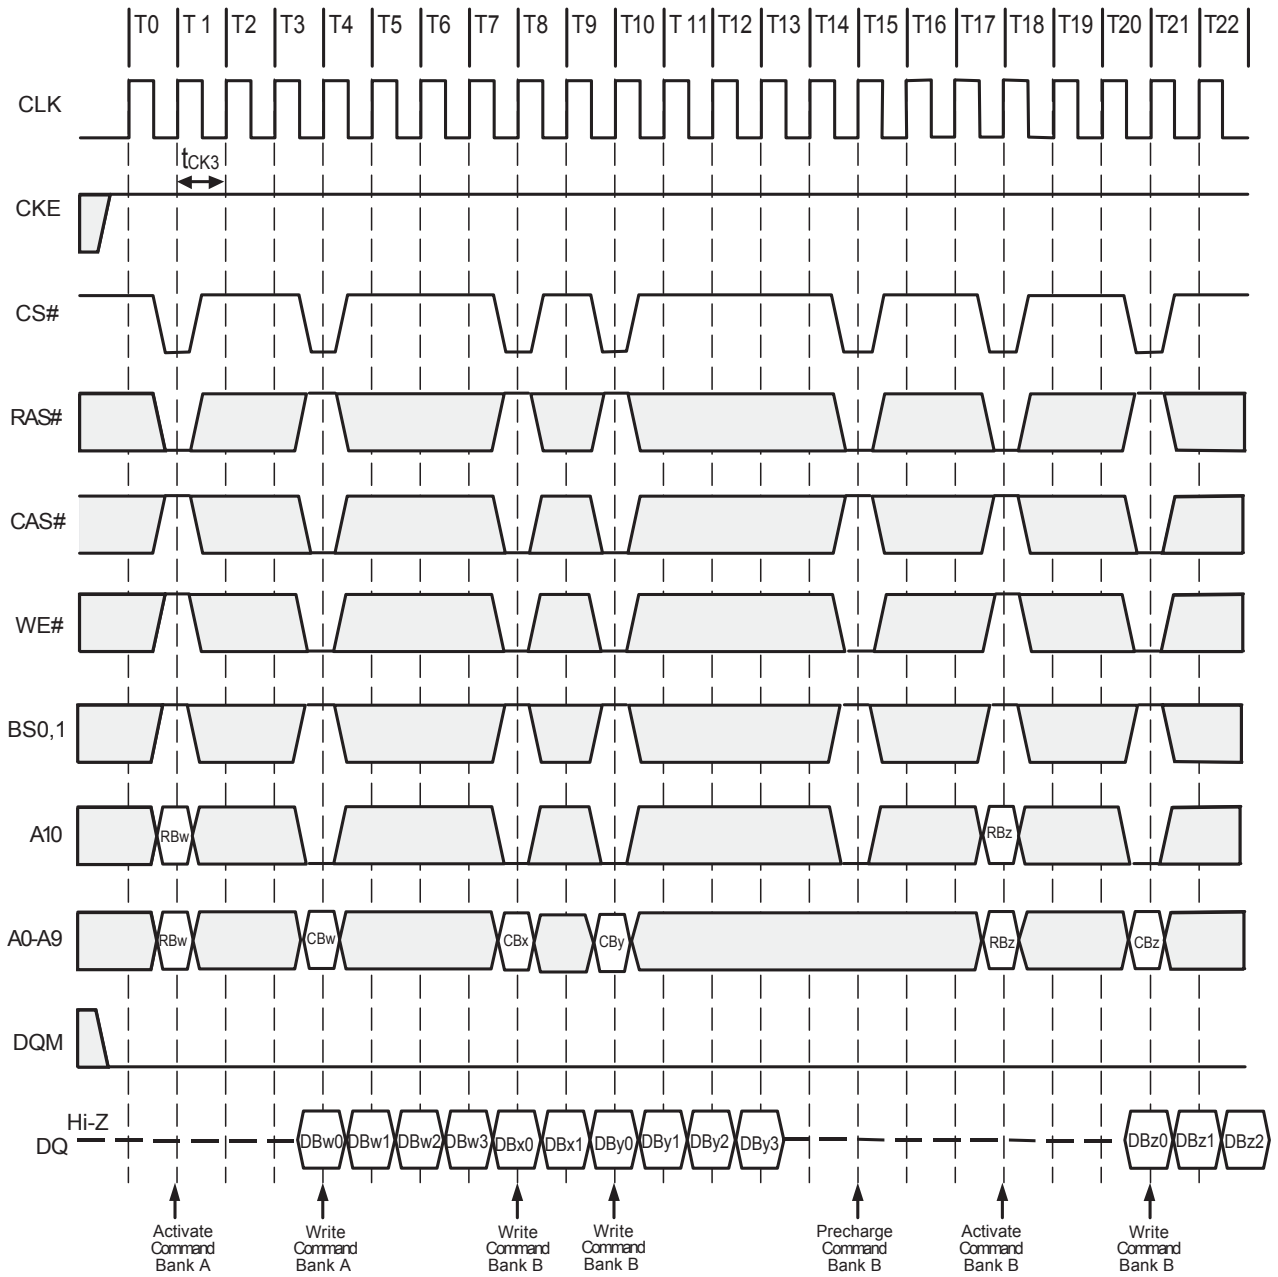 T0 T 1 T2 T3 T4 T5 T6 T7 T8 T9 T10 T 11 T12 T13 T14 T15 T16 T17 T18 T19 T20 T21 T22
CLK
tCK3
CKE
CS#
RAS#
CAS#
WE#
BS0,1
A10 RBw RBz
A0-A9 RBw CBw CBx CBy RBz CBz
DQM
Hi-Z
DQ DBw0 DBw1 DBw2 DBw3 DBx0 DBx1 DBy0 DBy1 DBy2 DBy3 DBz0 DBz1 DBz2
Activate
Command
Bank A
Write
Command
Bank A
Write
Command
Bank B
Write
Command
Bank B
Precharge
Command
Bank B
Activate
Command
Bank B
Write
Command
Bank B